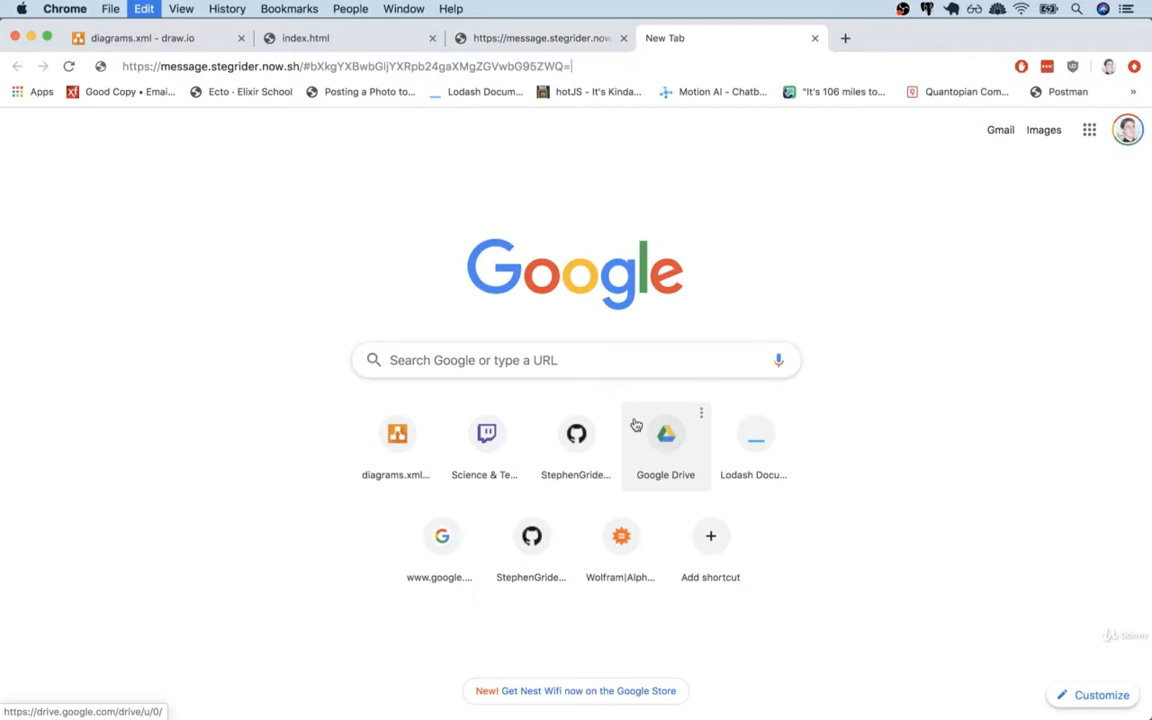 Chrome File Edit View History Bookmarks People Window Help
diagrams.xml - draw.io index.html https://message.stegrider.now New Tab
https://message.stegrider.now.sh/#bXkgYXBwbGljYXRpb24gaXMgZGVwbG95ZWQ=
Apps Good Copy • Emai... Ecto · Elixir School Posting a Photo to... Lodash Docum... hotJS - It's Kinda... Motion AI - Chatb... "It's 106 miles to... Quantopian Com... Postman »
Gmail Images
Google
Search Google or type a URL
diagrams.xml... Science & Te... StephenGride... Google Drive Lodash Docu...
www.google.... StephenGride... Wolfram|Alph... Add shortcut
Udemy
New! Get Nest Wifi now on the Google Store
Customize
https://drive.google.com/drive/u/0/